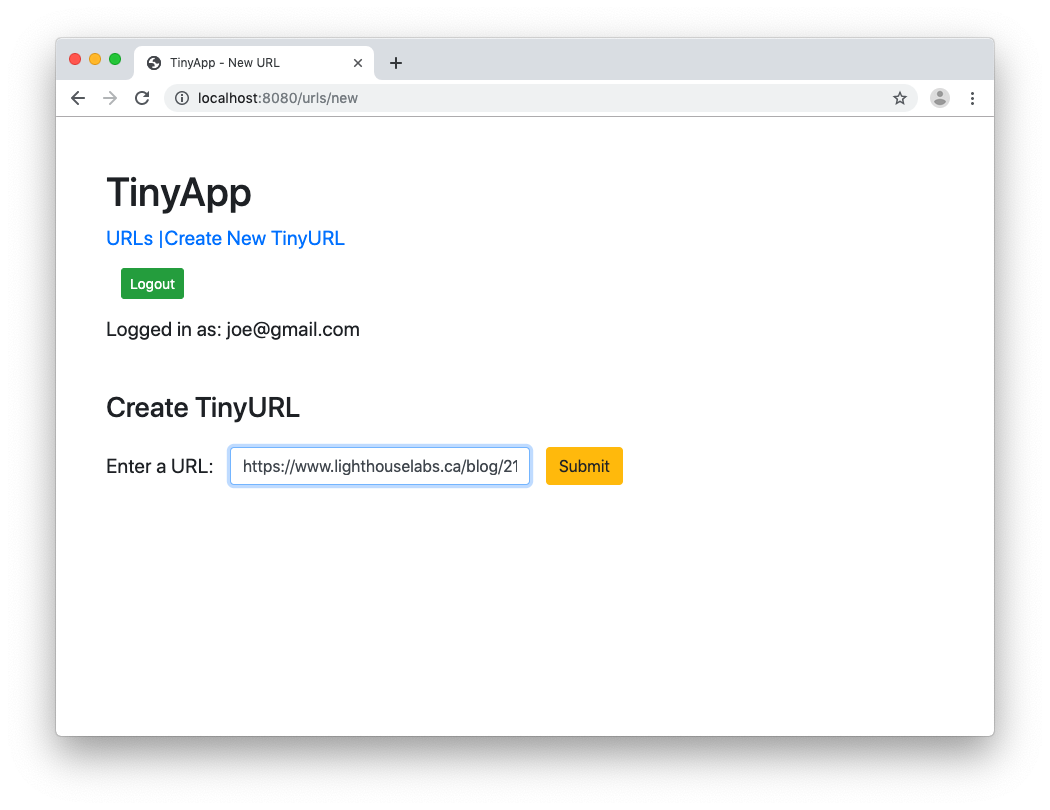 TinyApp - New URL
localhost:8080/urls/new
TinyApp
URLs |Create New TinyURL
Logout
Logged in as: joe@gmail.com
Create TinyURL
Enter a URL: https://www.lighthouselabs.ca/blog/21 Submit